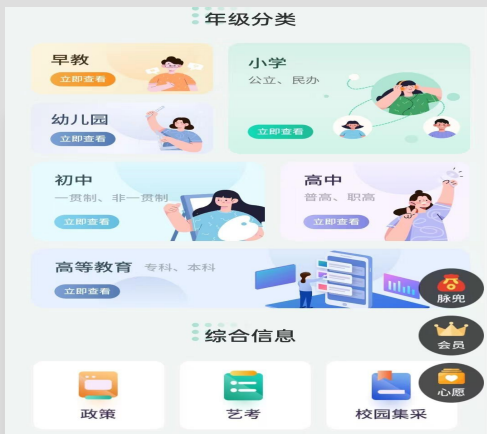 年级分类
早教
立即查看
小学
公立、民办
立即查看
幼儿园
立即查看
初中
一贯制、非一贯制
立即查看
高中
普高、职高
立即查看
高等教育 专科、本科
立即查看
脉兜
综合信息
会员
心愿
政策
艺考
校园集采